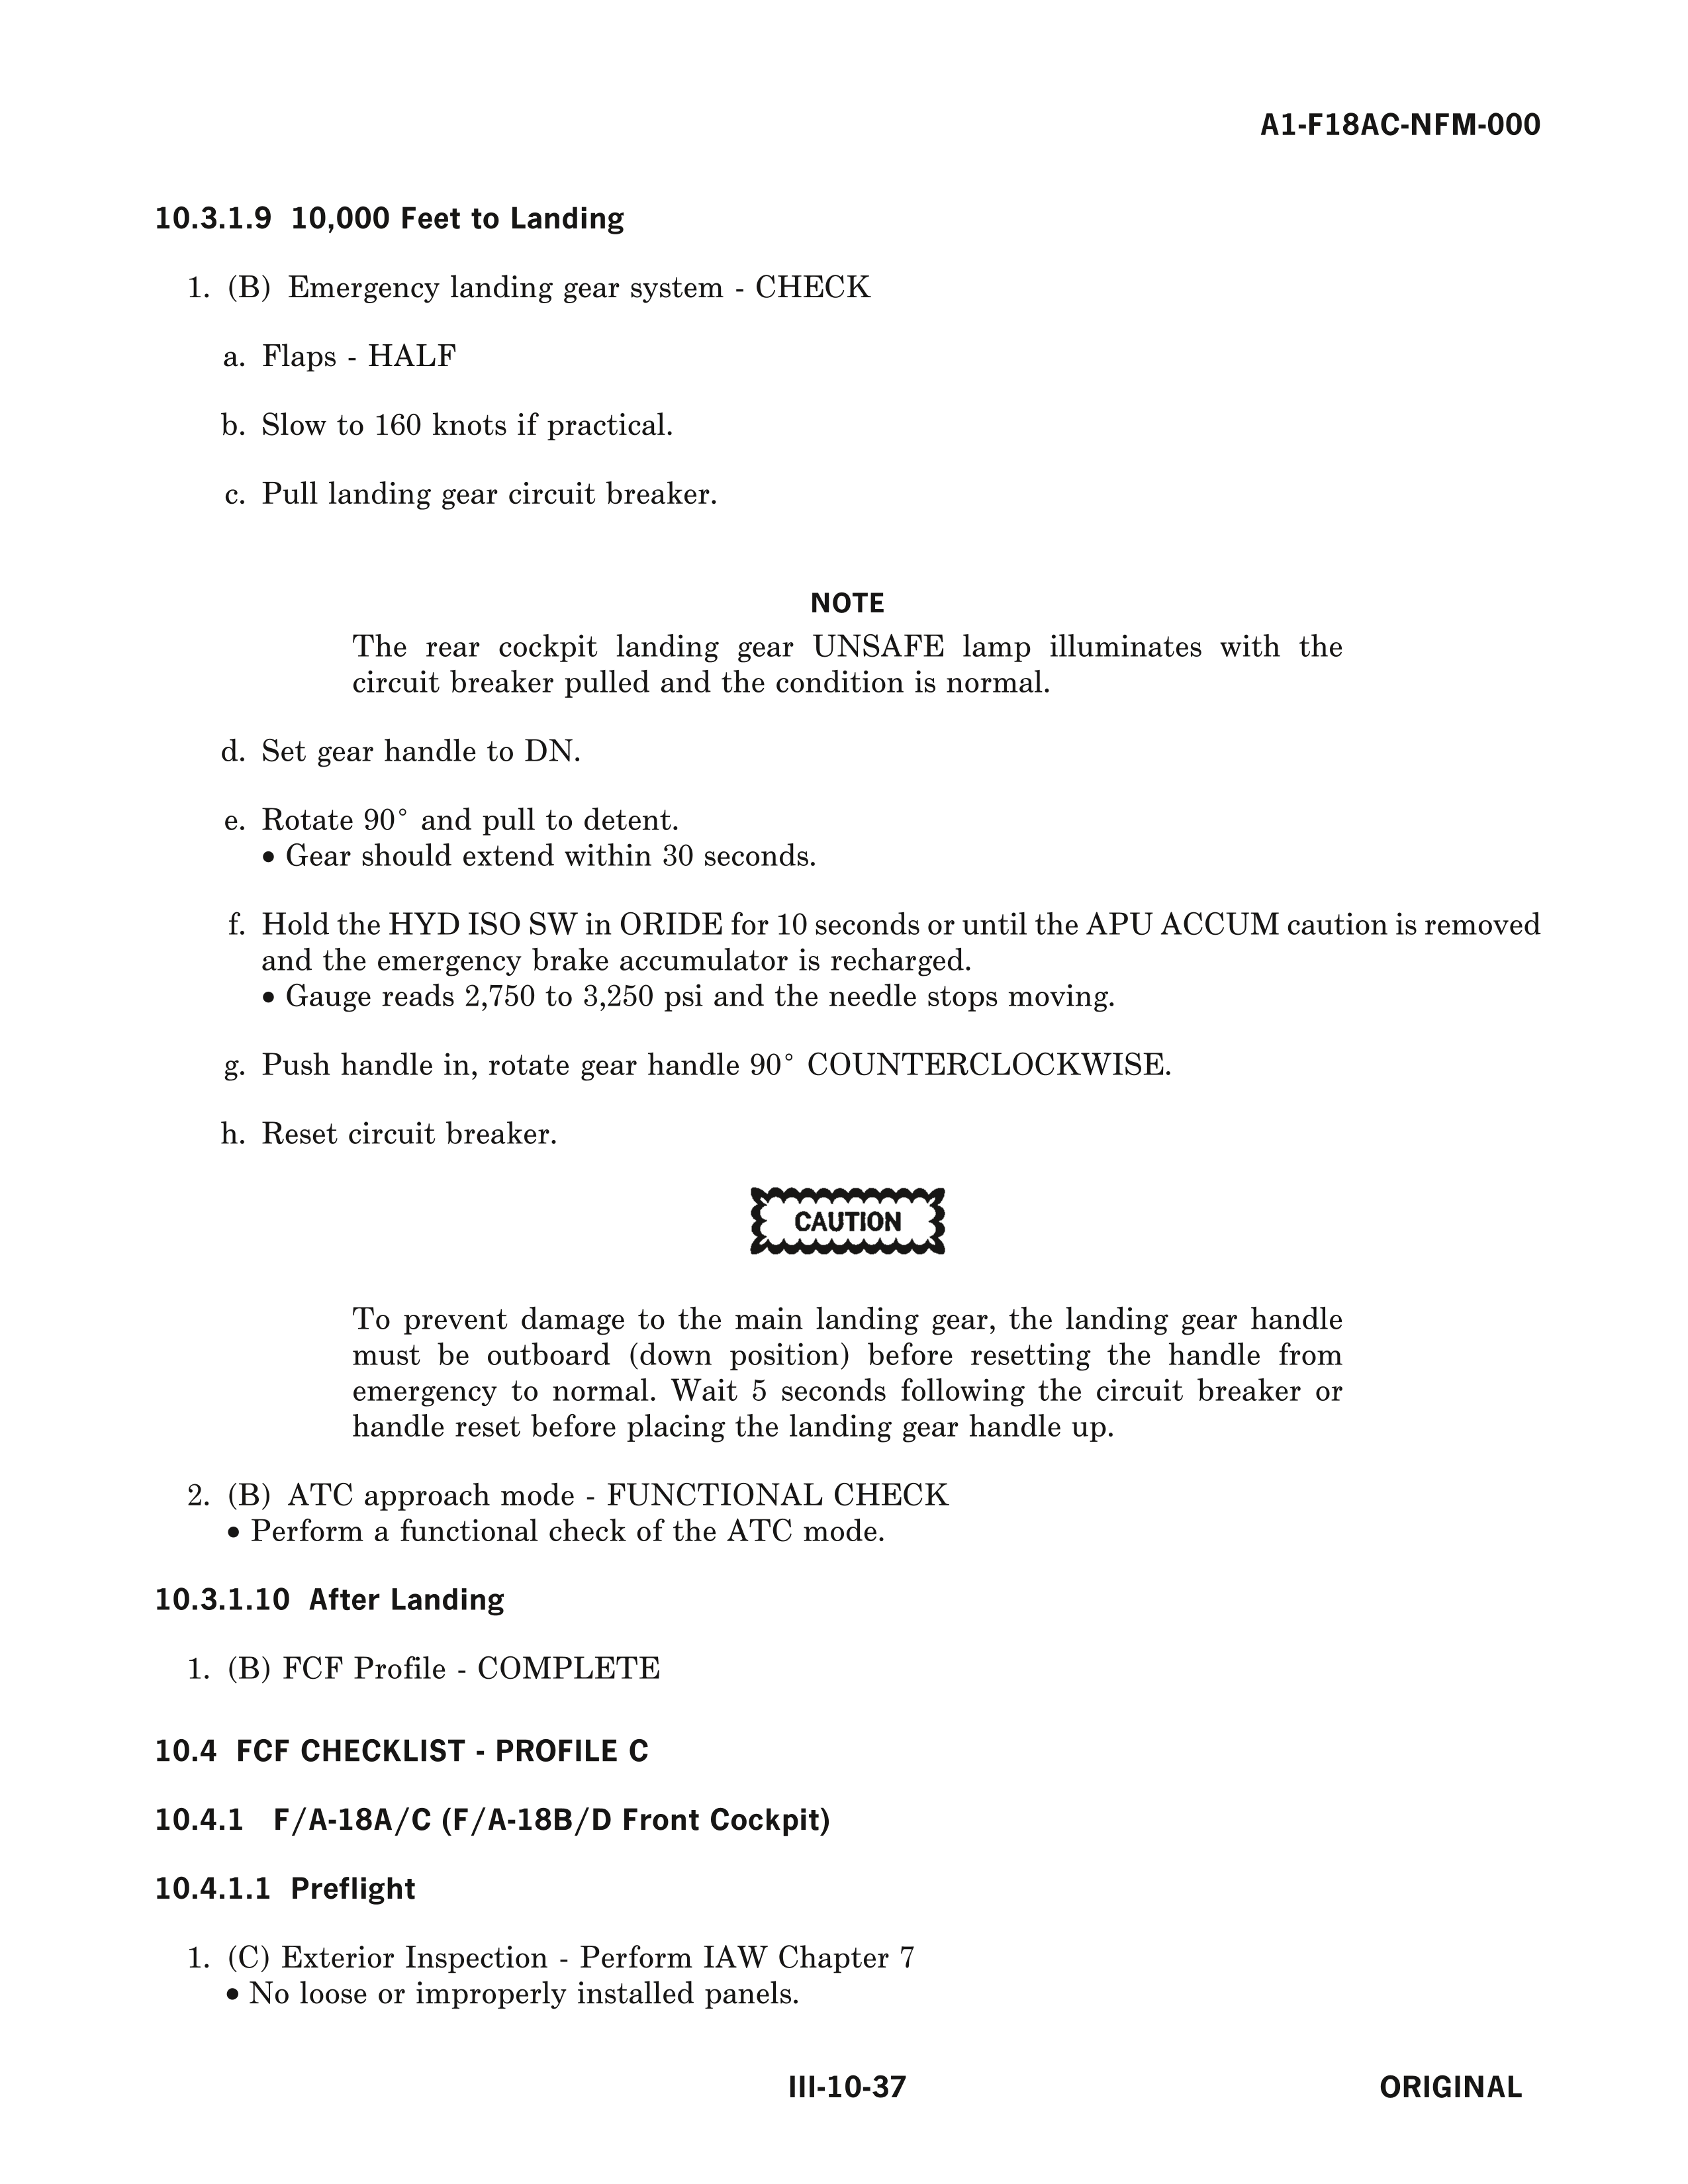 A1-F18AC-NFM-000
10.3.1.9 10,000 Feet to Landing
1. (B) Emergency landing gear system - CHECK
a. Flaps - HALF
b. Slow to 160 knots if practical.
c. Pull landing gear circuit breaker.
NOTE
The rear cockpit landing gear UNSAFE lamp illuminates with the
circuit breaker pulled and the condition is normal.
d. Set gear handle to DN.
e. Rotate 90° and pull to detent.
• Gear should extend within 30 seconds.
f. Hold the HYD ISO SW in ORIDE for 10 seconds or until the APU ACCUM caution is removed
and the emergency brake accumulator is recharged.
• Gauge reads 2,750 to 3,250 psi and the needle stops moving.
g. Push handle in, rotate gear handle 90° COUNTERCLOCKWISE.
h. Reset circuit breaker.
CAUTION
To prevent damage to the main landing gear, the landing gear handle
must be outboard (down position) before resetting the handle from
emergency to normal. Wait 5 seconds following the circuit breaker or
handle reset before placing the landing gear handle up.
2. (B) ATC approach mode - FUNCTIONAL CHECK
• Perform a functional check of the ATC mode.
10.3.1.10 After Landing
1. (B) FCF Profile - COMPLETE
10.4 FCF CHECKLIST - PROFILE C
10.4.1 F/A-18A/C (F/A-18B/D Front Cockpit)
10.4.1.1 Preflight
1. (C) Exterior Inspection - Perform IAW Chapter 7
• No loose or improperly installed panels.
III-10-37
ORIGINAL